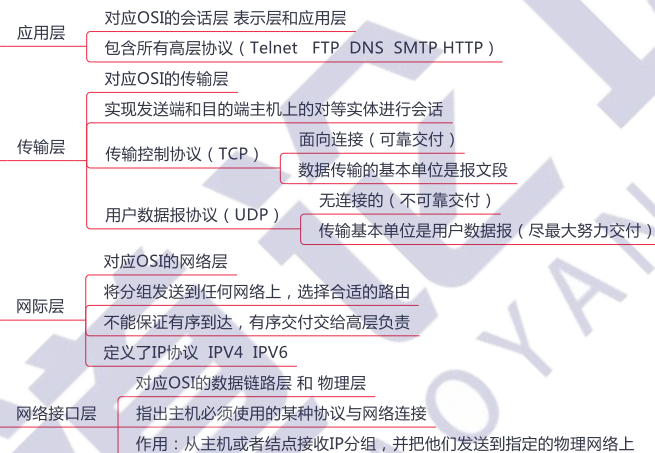 应用层
对应OSI的会话层 表示层和应用层
包含所有高层协议（Telnet FTP DNS SMTP HTTP）
传输层
对应OSI的传输层
实现发送端和目的端主机上的对等实体进行会话
传输控制协议（TCP）
面向连接（可靠交付）
数据传输的基本单位是报文段
用户数据报协议（UDP）
无连接的（不可靠交付）
传输基本单位是用户数据报（尽最大努力交付）
网际层
对应OSI的网络层
将分组发送到任何网络上，选择合适的路由
不能保证有序到达，有序交付交给高层负责
定义了IP协议 IPV4 IPV6
网络接口层
对应OSI的数据链路层 和 物理层
指出主机必须使用的某种协议与网络连接
作用：从主机或者结点接收IP分组，并把他们发送到指定的物理网络上